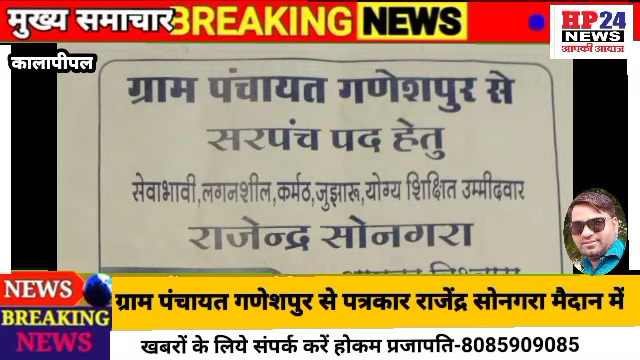 मुख्य समाचार BREAKING NEWS
HP24
NEWS
आपकी आवाज
कालापीपल
ग्राम पंचायत गणेशपुर से
सरपंच पद हेतु
सेवाभावी,लगनशील,कर्मठ,जुझारू,योग्य शिक्षित उम्मीदवार
राजेन्द्र सोनगरा
NEWS
BREAKING
NEWS
ग्राम पंचायत गणेशपुर से पत्रकार राजेंद्र सोनगरा मैदान में
खबरों के लिये संपर्क करें होकम प्रजापति-8085909085